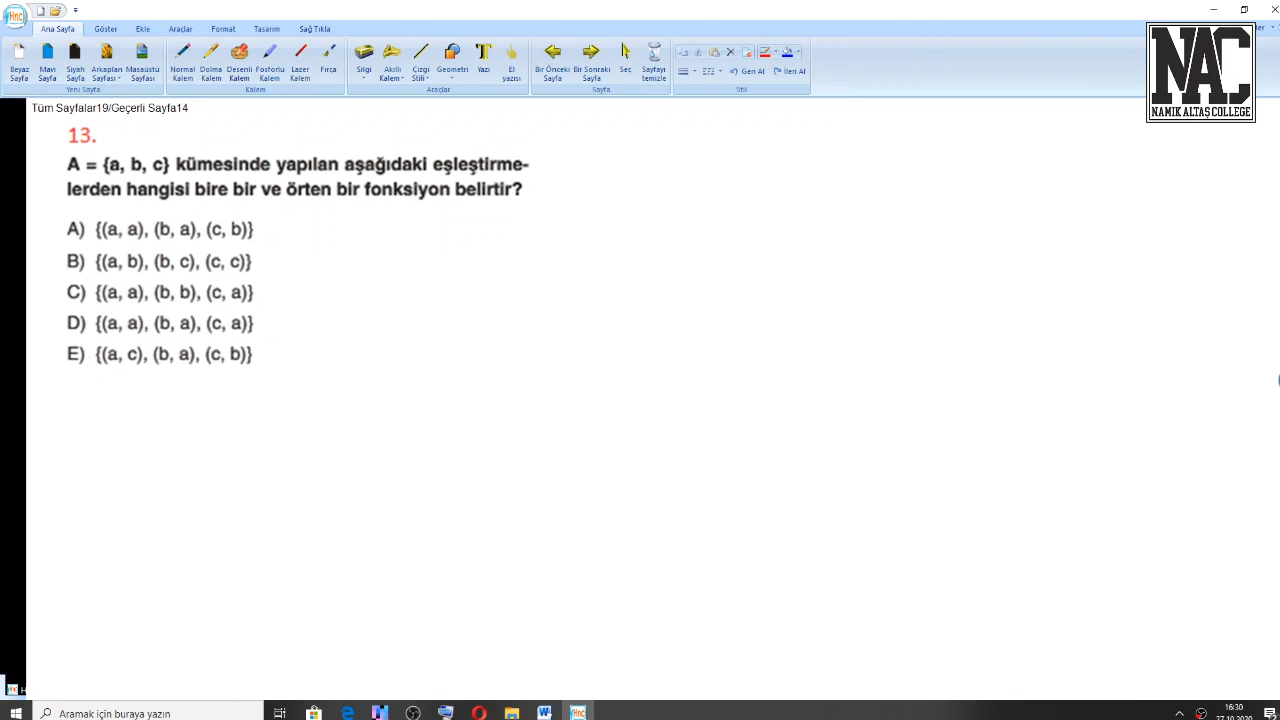 Ana Sayfa Göster Ekle Araçlar Format Tasarım Sağ Tıkla
Beyaz Sayfa Mavi Sayfa Siyah Sayfa Arkaplan Sayfası Masaüstü Sayfası Normal Kalem Dolma Kalem Desenli Kalem Fosforlu Kalem Lazer Kalem Fırça Silgi Akıllı Kalem Çizgi Stili Geometri Yazı El yazısı Bir Önceki Sayfa Bir Sonraki Sayfa Sec Sayfayı temizle Geri Al İleri Al
Yeni Sayfa Kalem Araçlar Sayfa Stil
NAC
NAMIK ALTAŞ COLLEGE
Tüm Sayfalar19/Geçerli Sayfa14
13.
A = {a, b, c} kümesinde yapılan aşağıdaki eşleştirme-
lerden hangisi bire bir ve örten bir fonksiyon belirtir?
A) {(a, a), (b, a), (c, b)}
B) {(a, b), (b, c), (c, c)}
C) {(a, a), (b, b), (c, a)}
D) {(a, a), (b, a), (c, a)}
E) {(a, c), (b, a), (c, b)}
Aramak için buraya yazın
16:30
27.10.2020